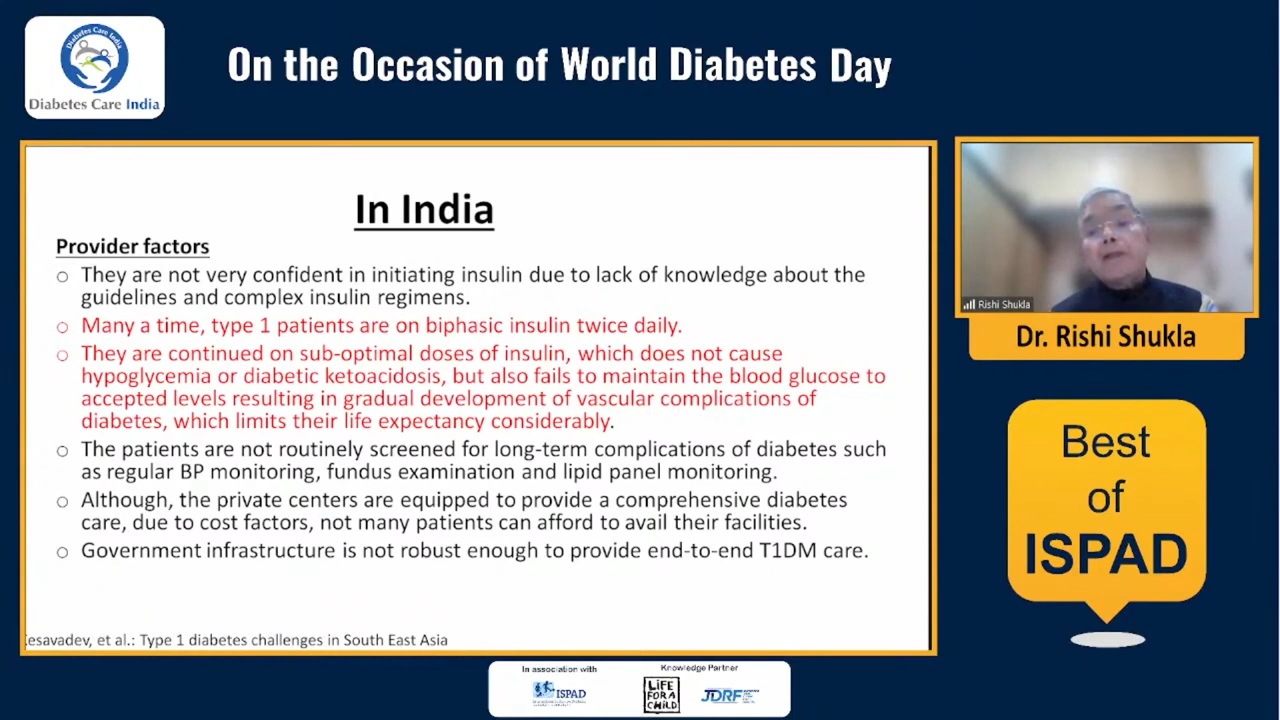 Diabetes Care India
Diabetes Care India
On the Occasion of World Diabetes Day
In India
Provider factors
○ They are not very confident in initiating insulin due to lack of knowledge about the
guidelines and complex insulin regimens.
○ Many a time, type 1 patients are on biphasic insulin twice daily.
○ They are continued on sub-optimal doses of insulin, which does not cause
hypoglycemia or diabetic ketoacidosis, but also fails to maintain the blood glucose to
accepted levels resulting in gradual development of vascular complications of
diabetes, which limits their life expectancy considerably.
○ The patients are not routinely screened for long-term complications of diabetes such
as regular BP monitoring, fundus examination and lipid panel monitoring.
○ Although, the private centers are equipped to provide a comprehensive diabetes
care, due to cost factors, not many patients can afford to avail their facilities.
○ Government infrastructure is not robust enough to provide end-to-end T1DM care.
esavadev, et al.: Type 1 diabetes challenges in South East Asia
Rishi Shukla
Dr. Rishi Shukla
Best
of
ISPAD
In association with
ISPAD
Knowledge Partner
LiFE
FOR A
CHILD
JDRF